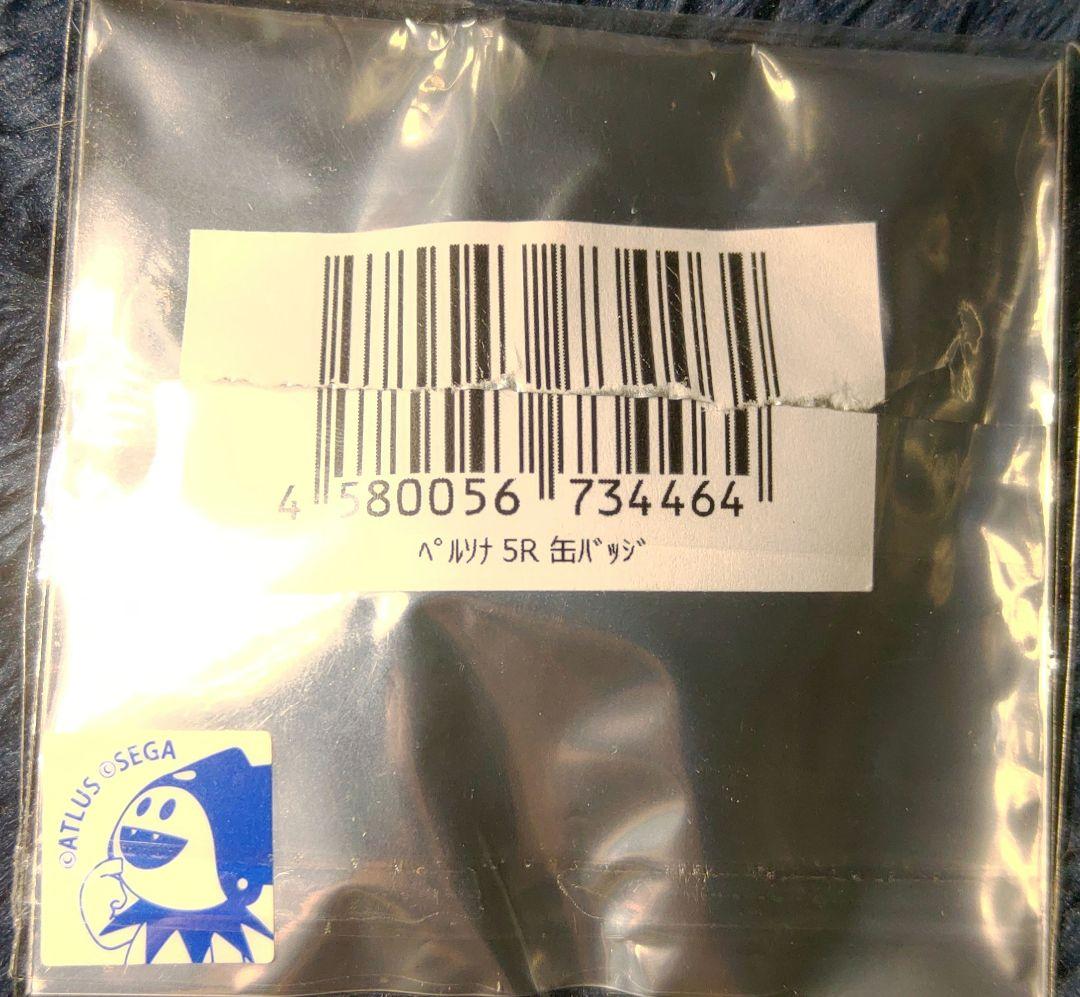 4 580056 734464
ﾍﾟﾙｿﾅ 5R 缶ﾊﾞｯｼﾞ
©ATLUS ©SEGA